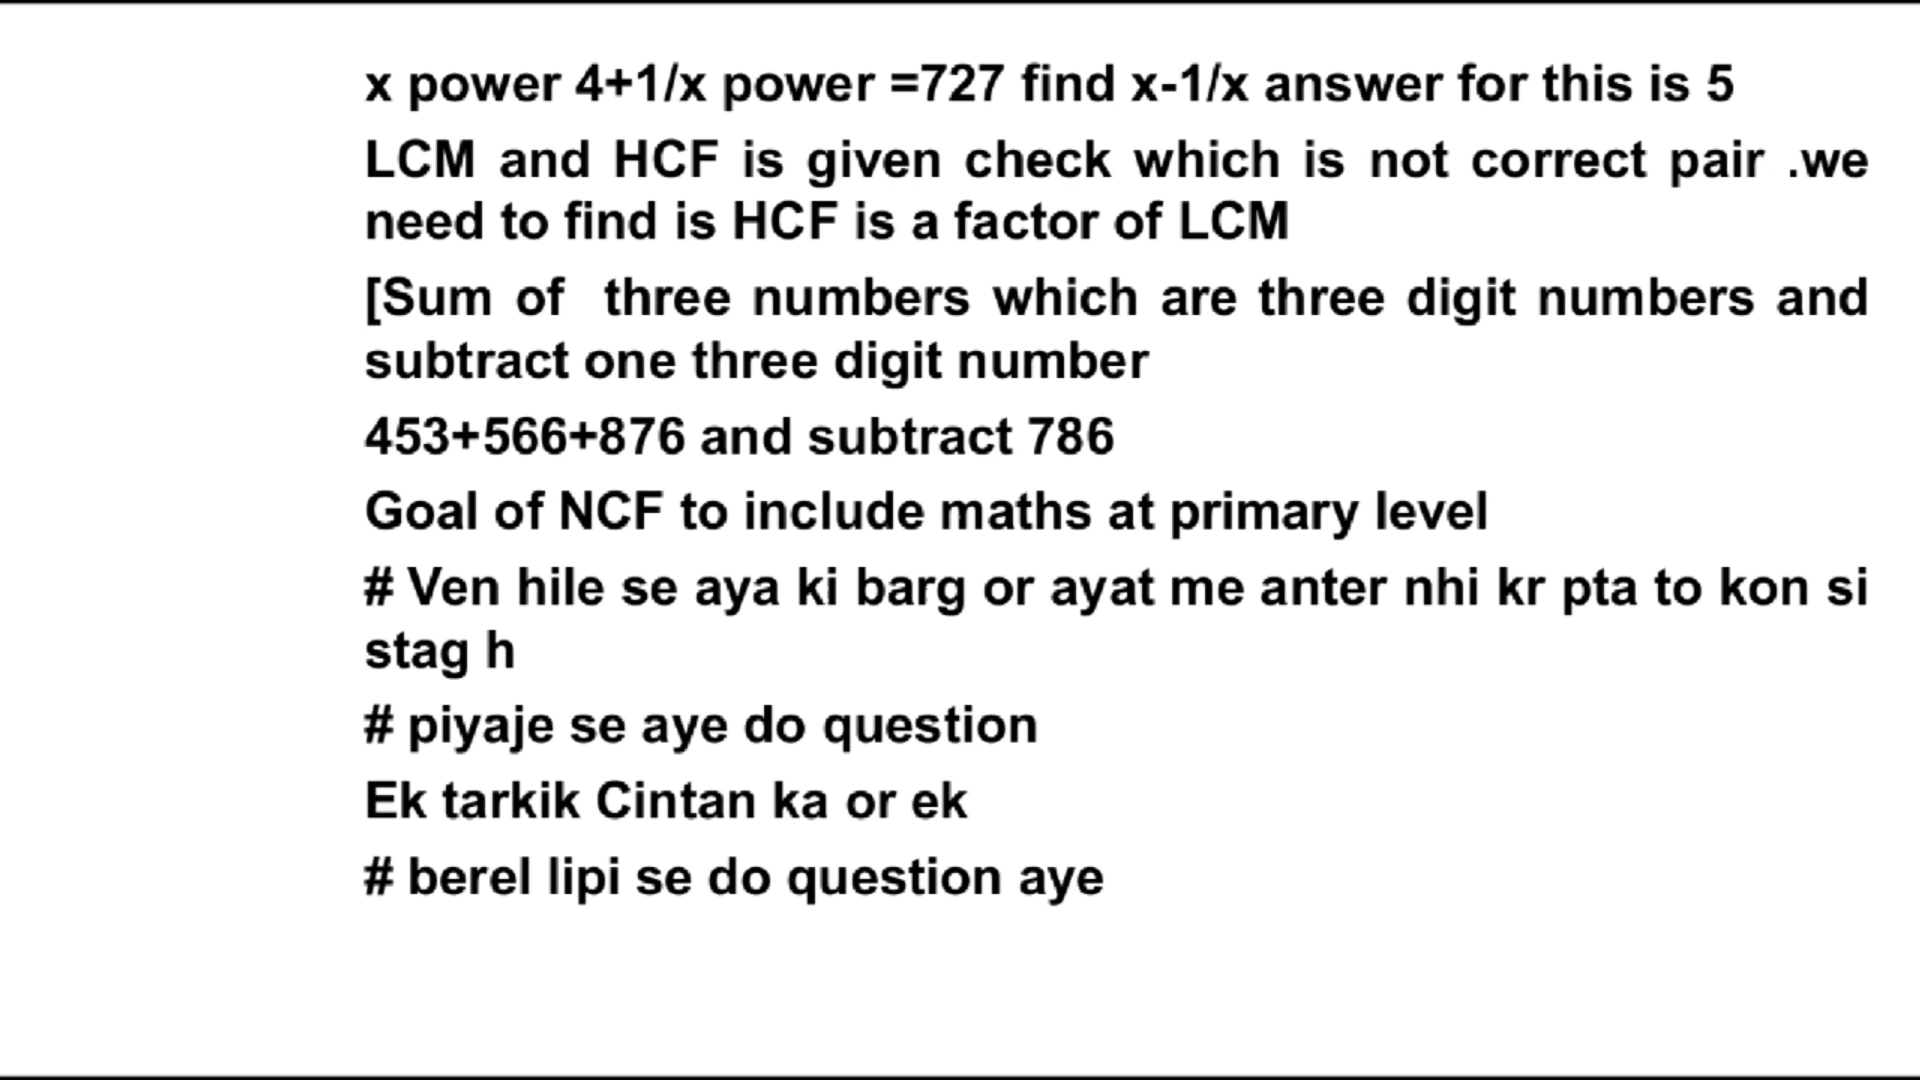 x power 4+1/x power =727 find x-1/x answer for this is 5
LCM and HCF is given check which is not correct pair .we
need to find is HCF is a factor of LCM
[Sum of three numbers which are three digit numbers and
subtract one three digit number
453+566+876 and subtract 786
Goal of NCF to include maths at primary level
# Ven hile se aya ki barg or ayat me anter nhi kr pta to kon si
stag h
# piyaje se aye do question
Ek tarkik Cintan ka or ek
# berel lipi se do question aye